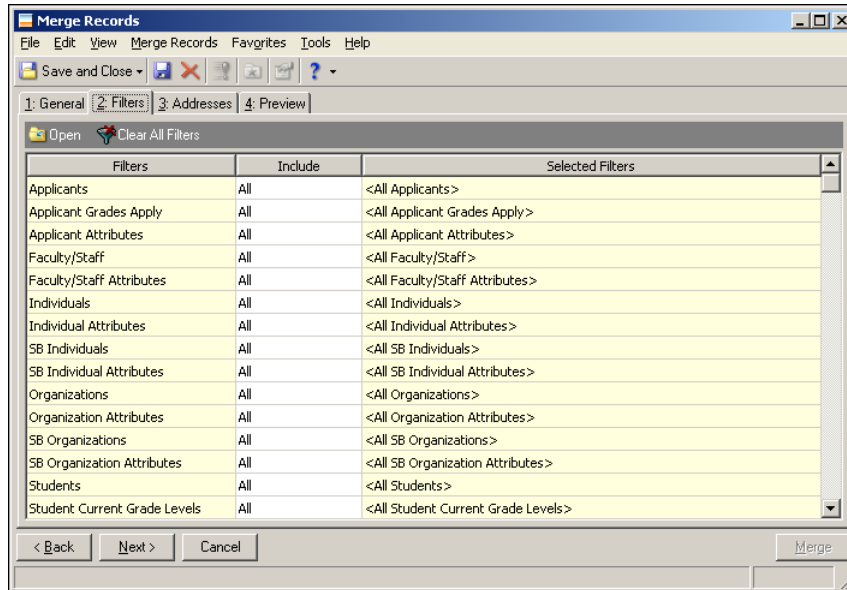 Merge Records
File Edit View Merge Records Favorites Tools Help
Save and Close ?
1: General 2: Filters 3: Addresses 4: Preview
Open Clear All Filters
Filters Include Selected Filters
Applicants All <All Applicants>
Applicant Grades Apply All <All Applicant Grades Apply>
Applicant Attributes All <All Applicant Attributes>
Faculty/Staff All <All Faculty/Staff>
Faculty/Staff Attributes All <All Faculty/Staff Attributes>
Individuals All <All Individuals>
Individual Attributes All <All Individual Attributes>
SB Individuals All <All SB Individuals>
SB Individual Attributes All <All SB Individual Attributes>
Organizations All <All Organizations>
Organization Attributes All <All Organization Attributes>
SB Organizations All <All SB Organizations>
SB Organization Attributes All <All SB Organization Attributes>
Students All <All Students>
Student Current Grade Levels All <All Student Current Grade Levels>
< Back Next > Cancel Merge